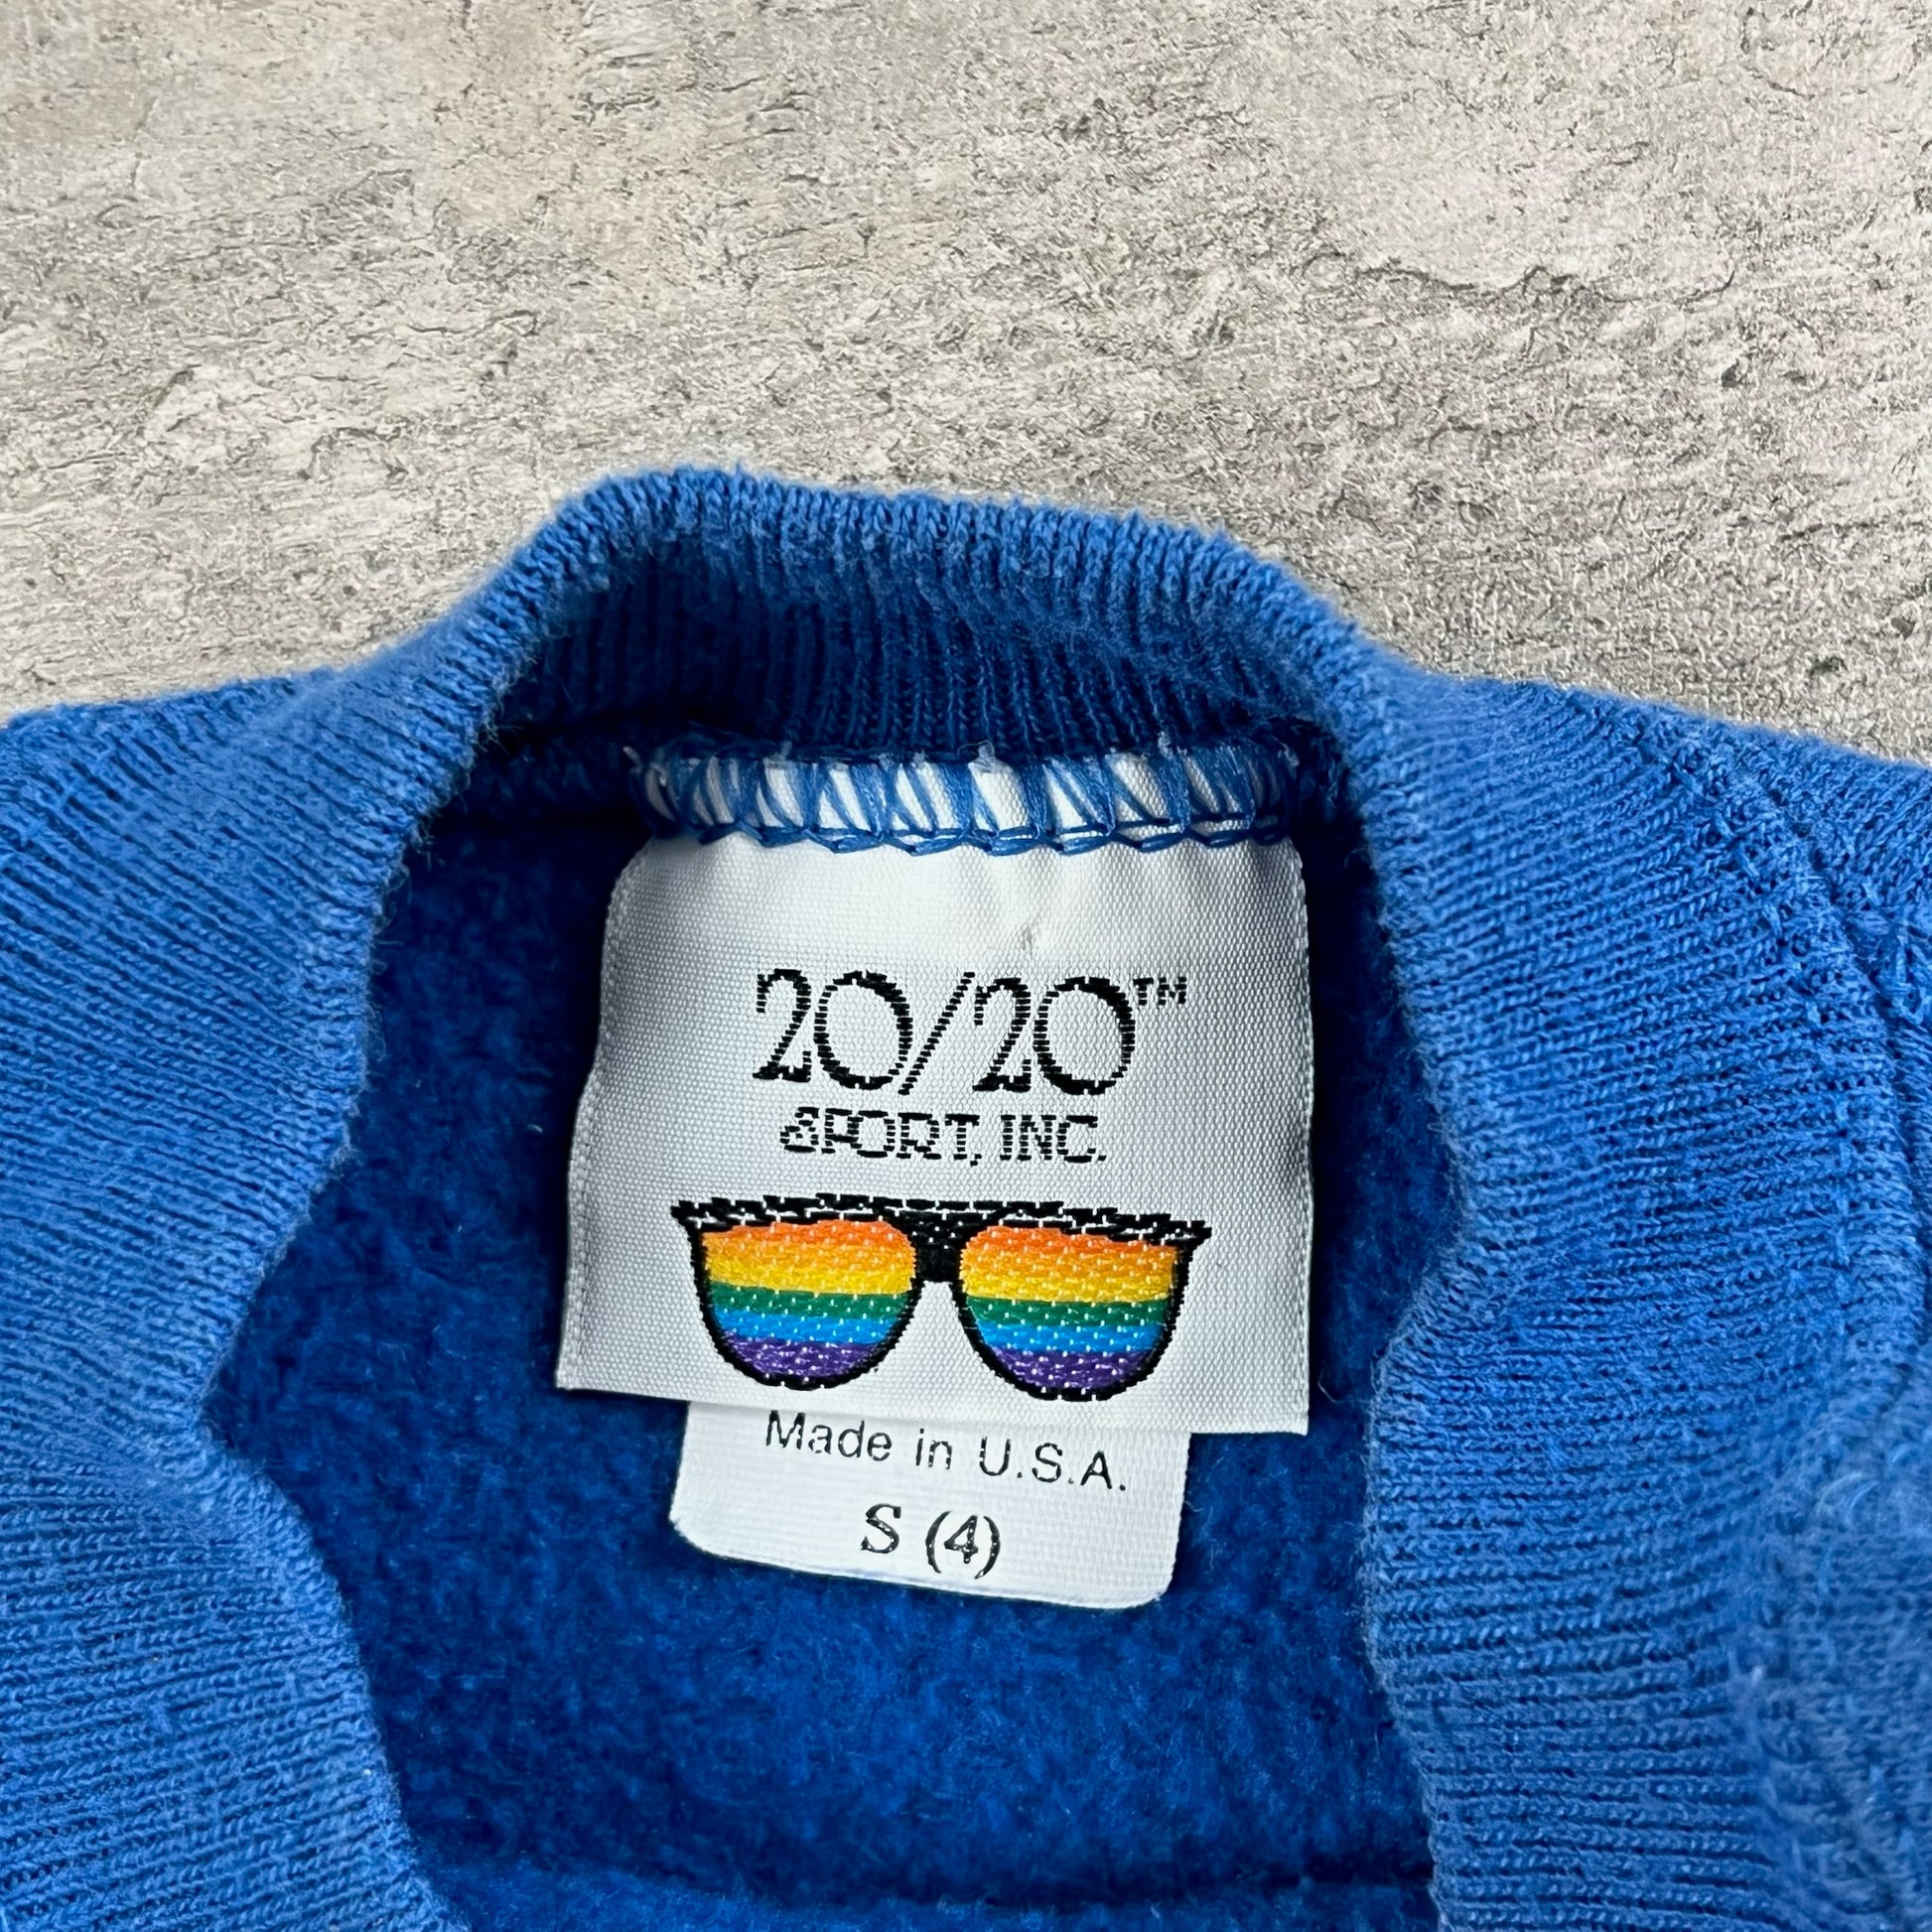 20/20™
SPORT, INC.
Made in U.S.A.
S (4)